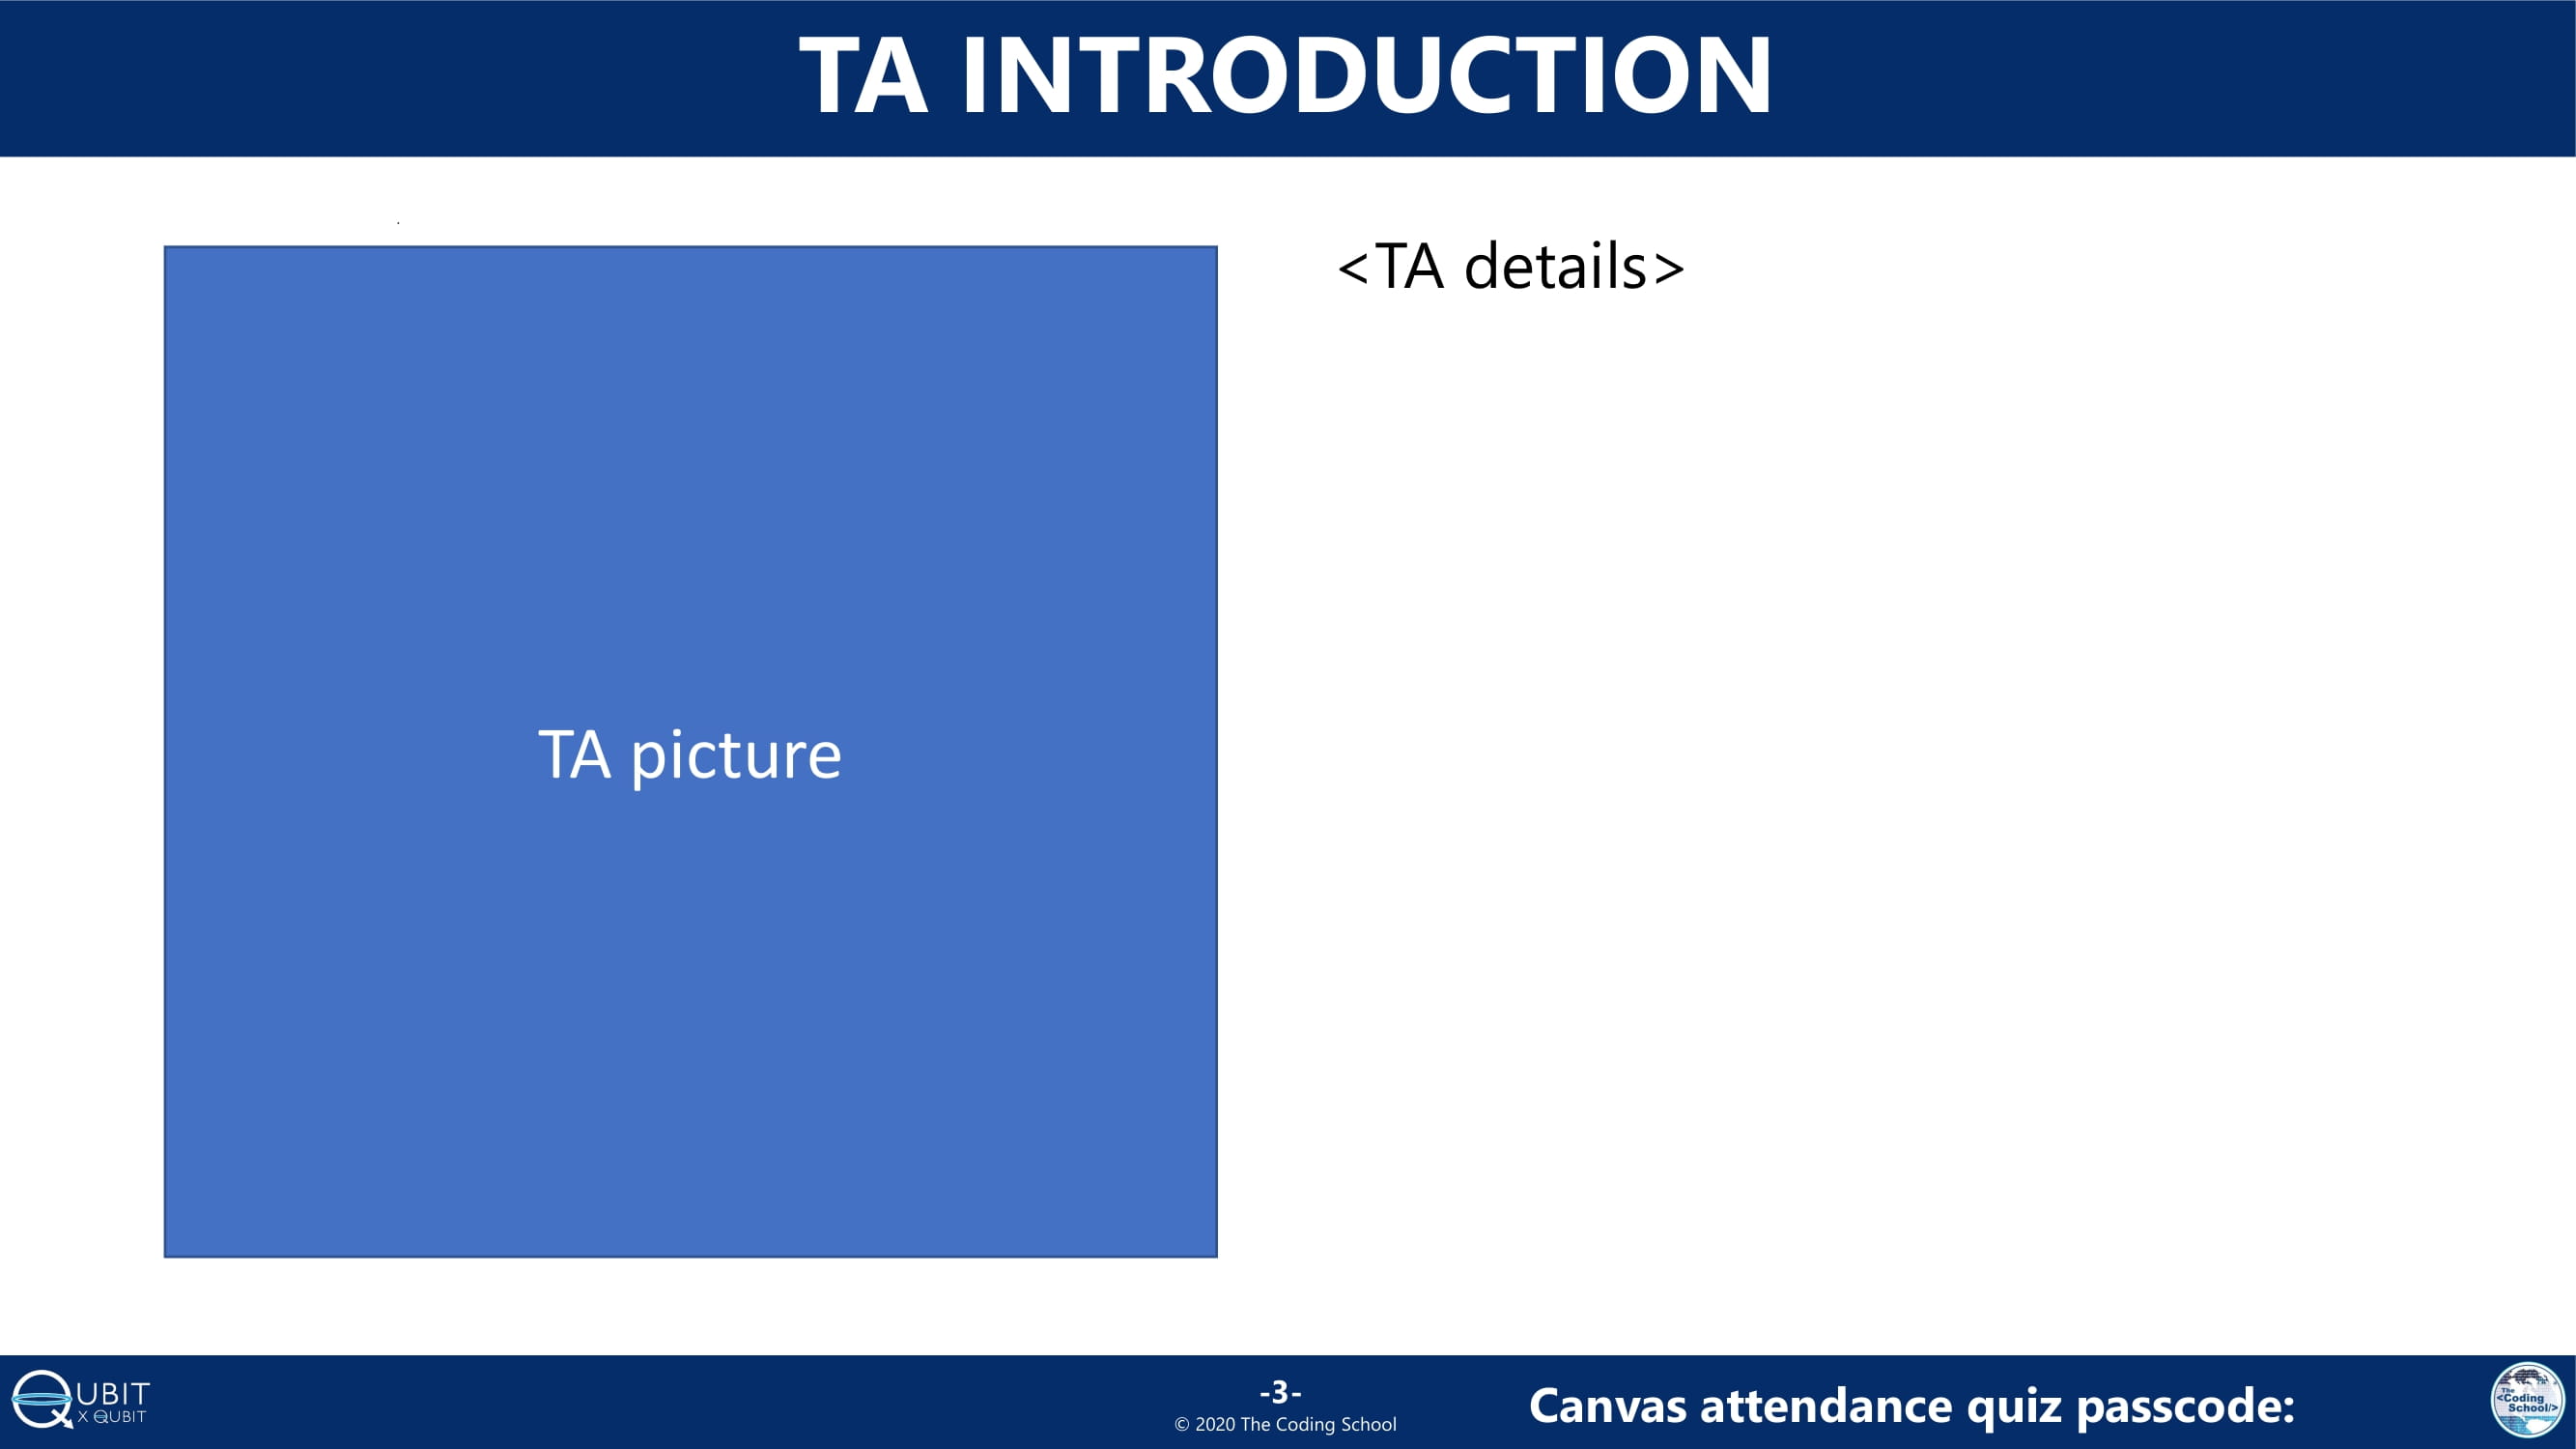 TA INTRODUCTION
<TA details>
TA picture
QUBIT
X QUBIT
-3-
© 2020 The Coding School
Canvas attendance quiz passcode:
The
<Coding
School/>